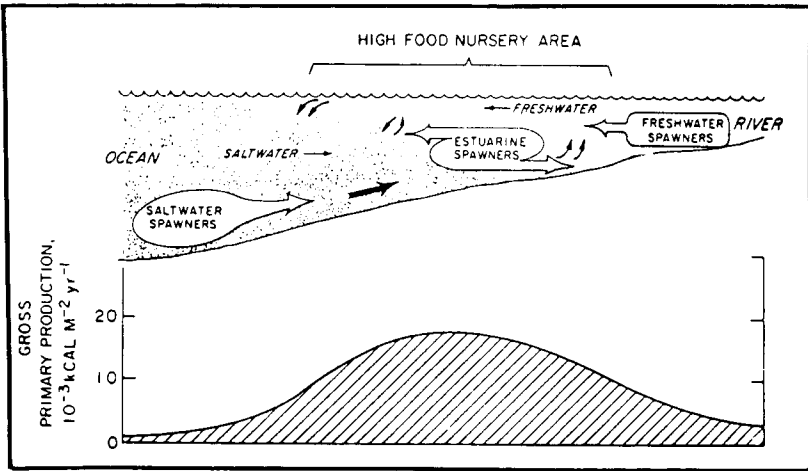 HIGH FOOD NURSERY AREA
←FRESHWATER
FRESHWATER
SPAWNERS
RIVER
ESTUARINE
SPAWNERS
OCEAN
SALTWATER →
SALTWATER
SPAWNERS
GROSS
PRIMARY PRODUCTION,
10⁻³ kCAL M⁻² yr⁻¹
20
10
0